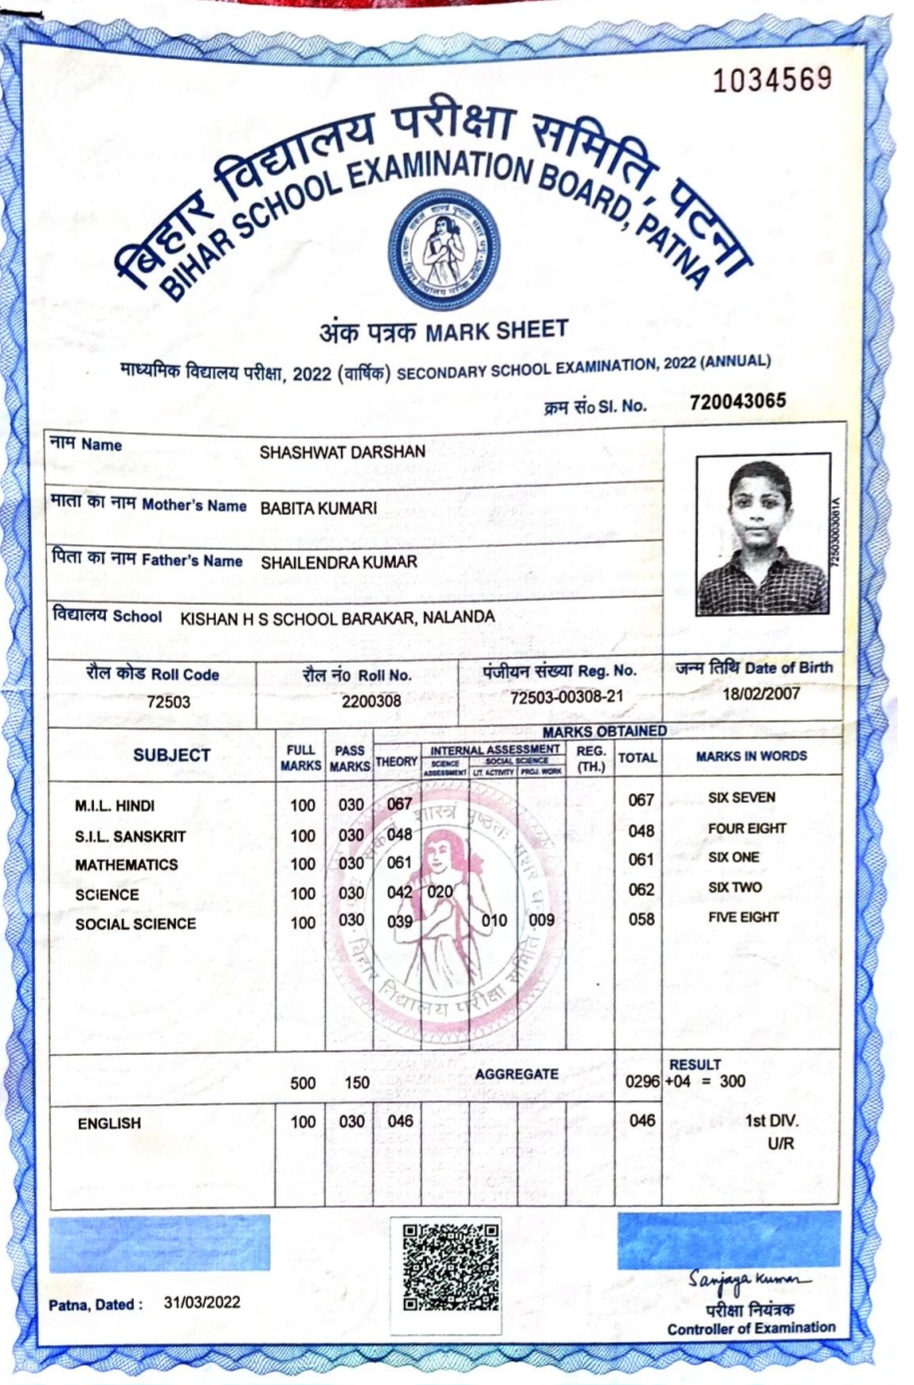 1034569
बिहार विद्यालय परीक्षा समिति, पटना
BIHAR SCHOOL EXAMINATION BOARD, PATNA
अंक पत्रक MARK SHEET
माध्यमिक विद्यालय परीक्षा, 2022 (वार्षिक) SECONDARY SCHOOL EXAMINATION, 2022 (ANNUAL)
क्रम सं० Sl. No. 720043065
नाम Name SHASHWAT DARSHAN
माता का नाम Mother's Name BABITA KUMARI
पिता का नाम Father's Name SHAILENDRA KUMAR
विद्यालय School KISHAN H S SCHOOL BARAKAR, NALANDA
72503003081A
रौल कोड Roll Code रौल नं० Roll No. पंजीयन संख्या Reg. No. जन्म तिथि Date of Birth
72503 2200308 72503-00308-21 18/02/2007
MARKS OBTAINED
SUBJECT FULL MARKS PASS MARKS THEORY INTERNAL ASSESSMENT REG. (TH.) TOTAL MARKS IN WORDS
SCIENCE ASSESSMENT SOCIAL SCIENCE
LIT. ACTIVITY PROJ. WORK
M.I.L. HINDI 100 030 067 067 SIX SEVEN
S.I.L. SANSKRIT 100 030 048 048 FOUR EIGHT
MATHEMATICS 100 030 061 061 SIX ONE
SCIENCE 100 030 042 020 062 SIX TWO
SOCIAL SCIENCE 100 030 039 010 009 058 FIVE EIGHT
बिहार विद्यालय परीक्षा समिति
RESULT
500 150 AGGREGATE 0296 +04 = 300
ENGLISH 100 030 046 046 1st DIV.
U/R
Sanjaya Kumar
Patna, Dated : 31/03/2022
परीक्षा नियंत्रक
Controller of Examination